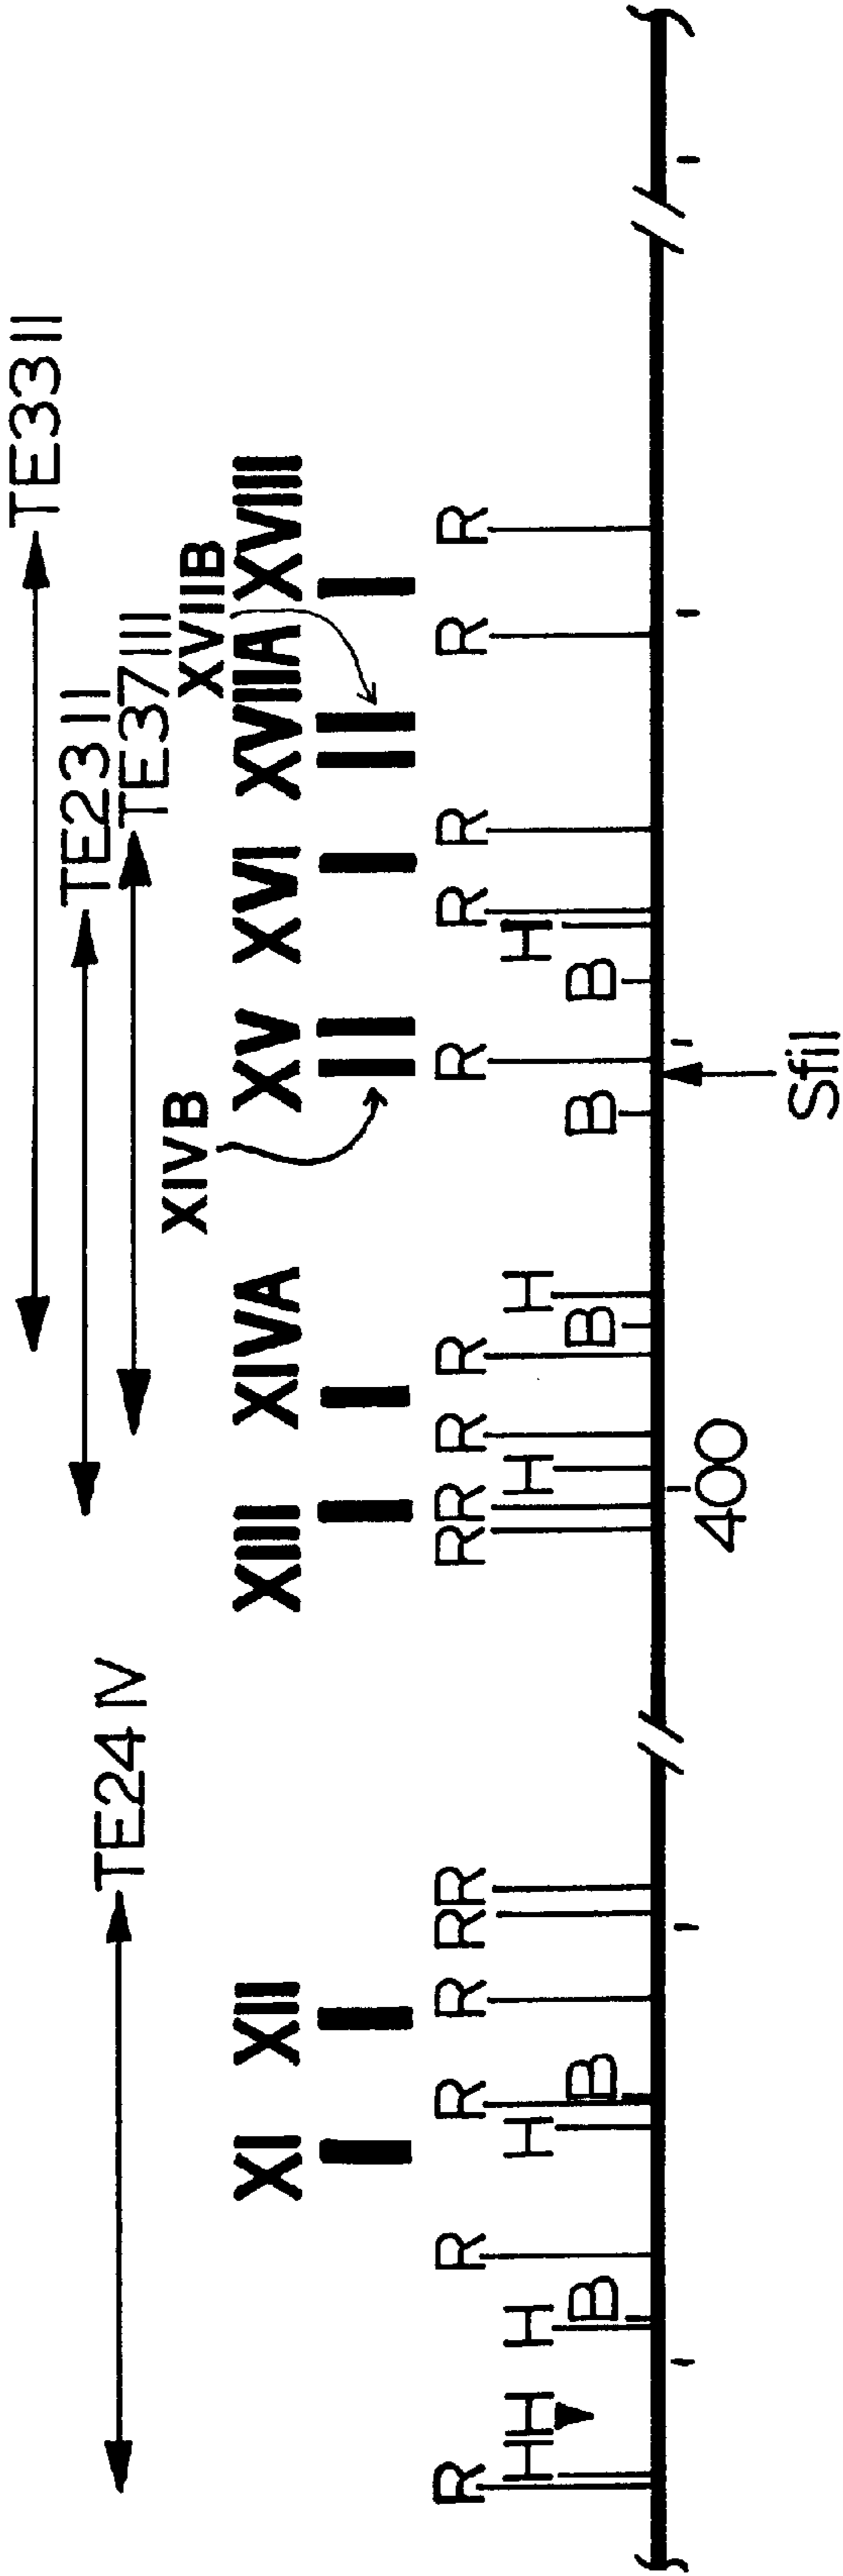 TE33 II
TE23 II
TE24 IV TE37 III
XIVB XVIIB
XI XII XIII XIVA XV XVI XVIIA XVIII
R R R R RR RR R R R R R R R
HH H H H H H
B B B B B
400
SfiI